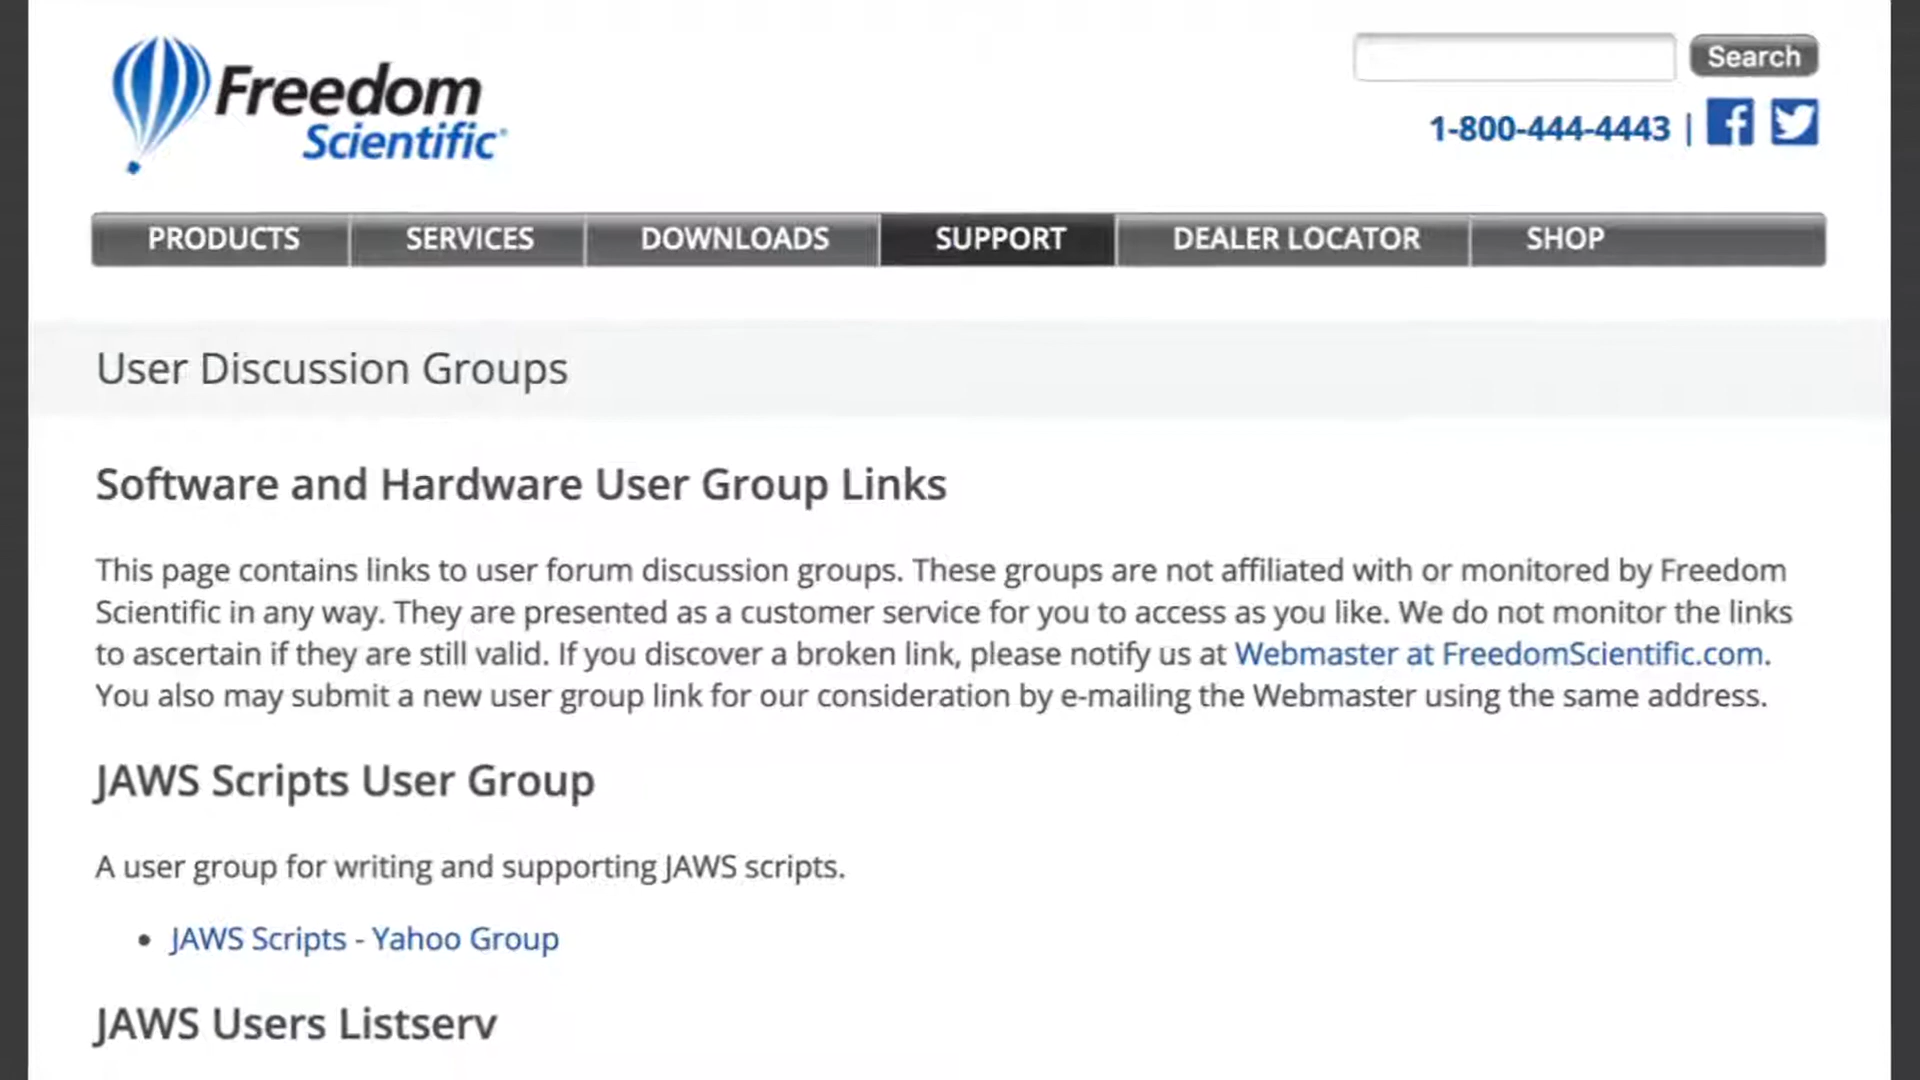 Freedom
Scientific®
Search
1-800-444-4443 |
PRODUCTS SERVICES DOWNLOADS SUPPORT DEALER LOCATOR SHOP
User Discussion Groups
Software and Hardware User Group Links
This page contains links to user forum discussion groups. These groups are not affiliated with or monitored by Freedom
Scientific in any way. They are presented as a customer service for you to access as you like. We do not monitor the links
to ascertain if they are still valid. If you discover a broken link, please notify us at Webmaster at FreedomScientific.com.
You also may submit a new user group link for our consideration by e-mailing the Webmaster using the same address.
JAWS Scripts User Group
A user group for writing and supporting JAWS scripts.
• JAWS Scripts - Yahoo Group
JAWS Users Listserv